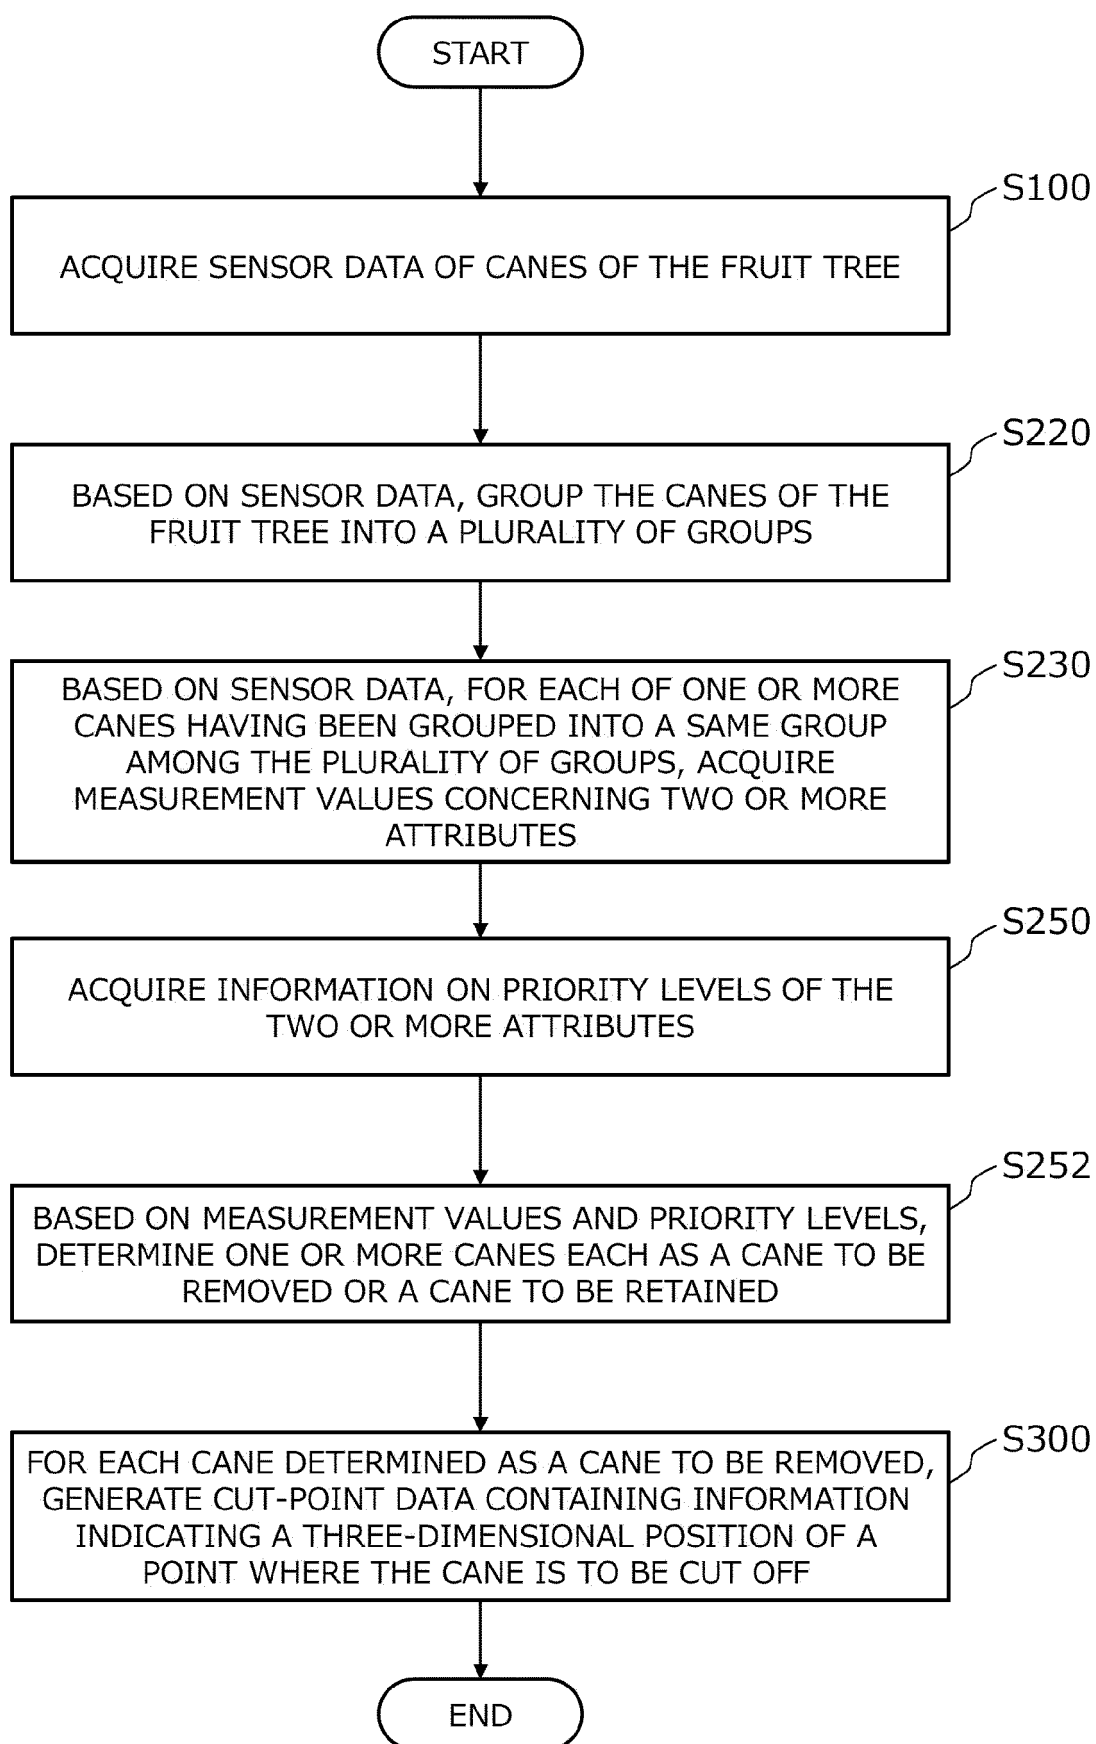 START
S100
ACQUIRE SENSOR DATA OF CANES OF THE FRUIT TREE
S220
BASED ON SENSOR DATA, GROUP THE CANES OF THE
FRUIT TREE INTO A PLURALITY OF GROUPS
S230
BASED ON SENSOR DATA, FOR EACH OF ONE OR MORE
CANES HAVING BEEN GROUPED INTO A SAME GROUP
AMONG THE PLURALITY OF GROUPS, ACQUIRE
MEASUREMENT VALUES CONCERNING TWO OR MORE
ATTRIBUTES
S250
ACQUIRE INFORMATION ON PRIORITY LEVELS OF THE
TWO OR MORE ATTRIBUTES
S252
BASED ON MEASUREMENT VALUES AND PRIORITY LEVELS,
DETERMINE ONE OR MORE CANES EACH AS A CANE TO BE
REMOVED OR A CANE TO BE RETAINED
S300
FOR EACH CANE DETERMINED AS A CANE TO BE REMOVED,
GENERATE CUT-POINT DATA CONTAINING INFORMATION
INDICATING A THREE-DIMENSIONAL POSITION OF A
POINT WHERE THE CANE IS TO BE CUT OFF
END